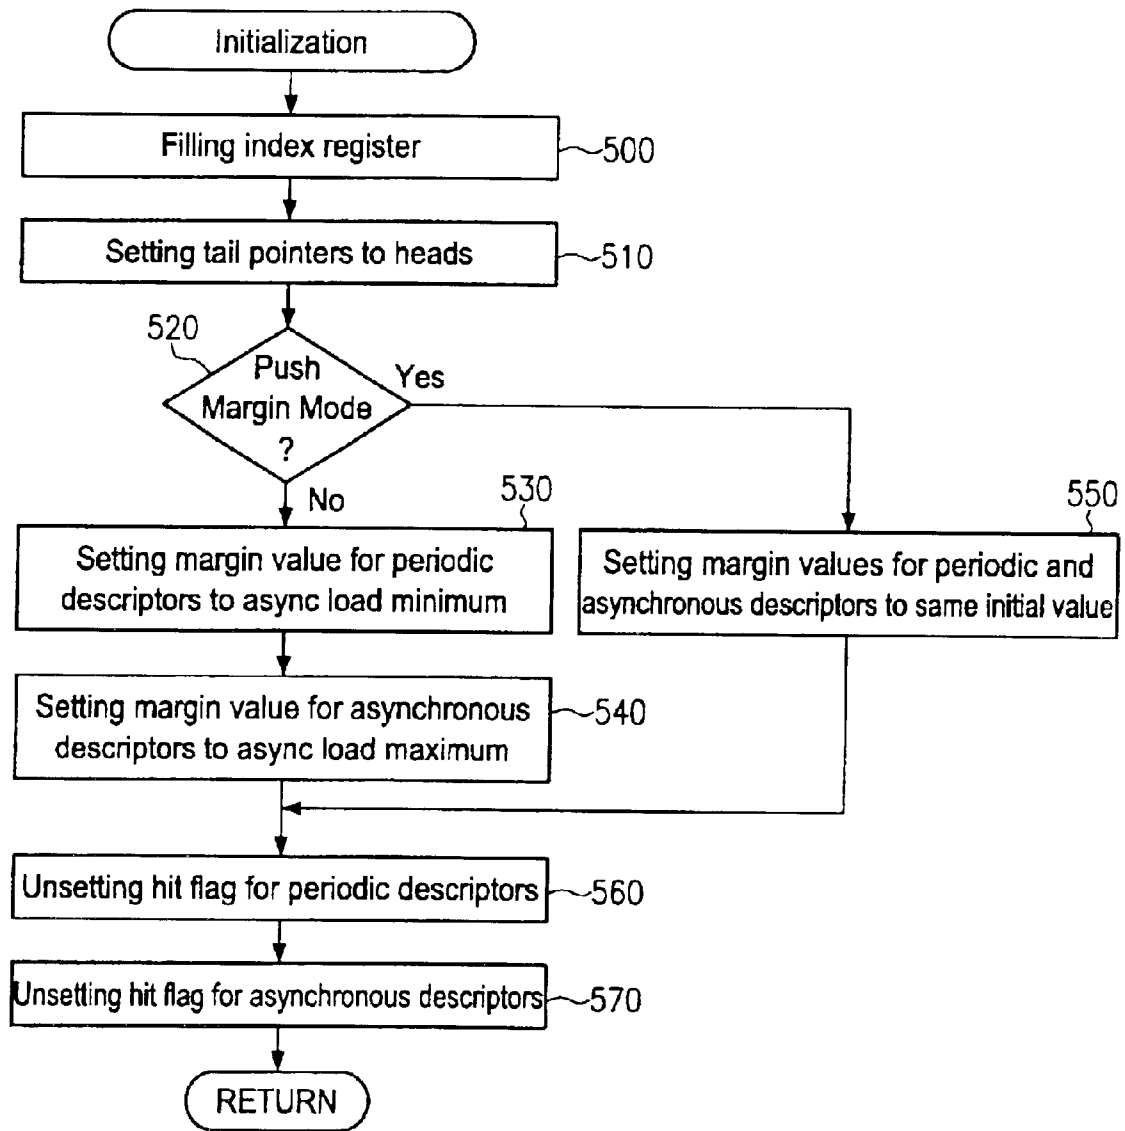 Initialization
Filling index register
500
Setting tail pointers to heads
510
520
Push
Margin Mode
?
Yes
No
530
Setting margin value for periodic
descriptors to async load minimum
550
Setting margin values for periodic and
asynchronous descriptors to same initial value
Setting margin value for asynchronous
descriptors to async load maximum
540
Unsetting hit flag for periodic descriptors
560
Unsetting hit flag for asynchronous descriptors
570
RETURN